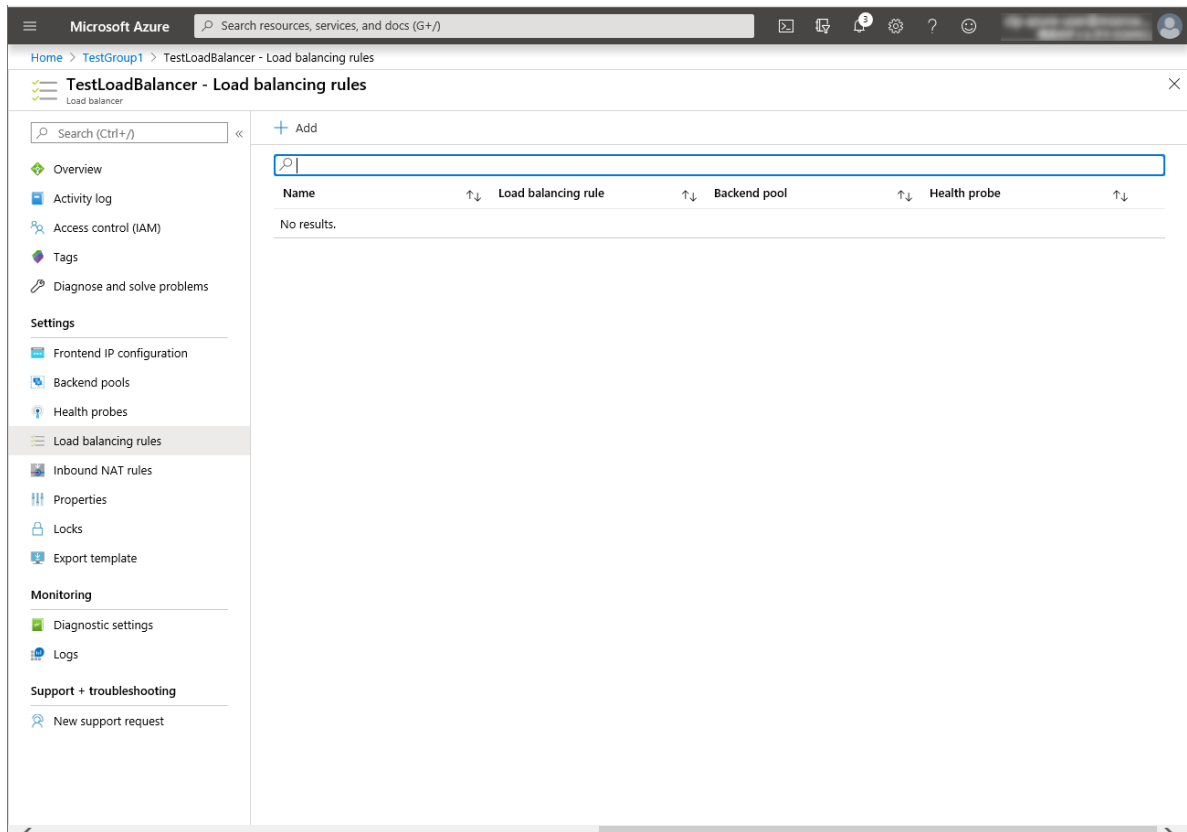 Microsoft Azure
Search resources, services, and docs (G+/)
3
Home > TestGroup1 > TestLoadBalancer - Load balancing rules
TestLoadBalancer - Load balancing rules
Load balancer
Search (Ctrl+/)
Add
Overview
Activity log
Access control (IAM)
Tags
Diagnose and solve problems
Settings
Frontend IP configuration
Backend pools
Health probes
Load balancing rules
Inbound NAT rules
Properties
Locks
Export template
Monitoring
Diagnostic settings
Logs
Support + troubleshooting
New support request
Name Load balancing rule Backend pool Health probe
No results.